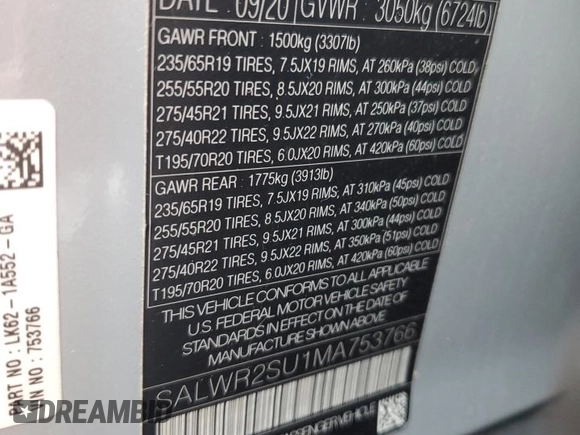 DATE: 09/20 GVWR : 3050kg (6724lb)
GAWR FRONT : 1500kg (3307lb)
235/65R19 TIRES, 7.5JX19 RIMS, AT 260kPa (38psi) COLD
255/55R20 TIRES, 8.5JX20 RIMS, AT 300kPa (44psi) COLD
275/45R21 TIRES, 9.5JX21 RIMS, AT 250kPa (37psi) COLD
275/40R22 TIRES, 9.5JX22 RIMS, AT 270kPa (40psi) COLD
T195/70R20 TIRES, 6.0JX20 RIMS, AT 420kPa (60psi) COLD
GAWR REAR : 1775kg (3913lb)
235/65R19 TIRES, 7.5JX19 RIMS, AT 310kPa (45psi) COLD
255/55R20 TIRES, 8.5JX20 RIMS, AT 340kPa (50psi) COLD
275/45R21 TIRES, 9.5JX21 RIMS, AT 300kPa (44psi) COLD
275/40R22 TIRES, 9.5JX22 RIMS, AT 350kPa (51psi) COLD
T195/70R20 TIRES, 6.0JX20 RIMS, AT 420kPa (60psi) COLD
THIS VEHICLE CONFORMS TO ALL APPLICABLE
U.S. FEDERAL MOTOR VEHICLE SAFETY
STANDARDS IN EFFECT ON THE DATE OF
MANUFACTURE SHOWN ABOVE.
SALWR2SU1MA753766
PASSENGER VEHICLE
PART NO : LK62-1A552-GA
VIN NO : 753766
DREAMBID